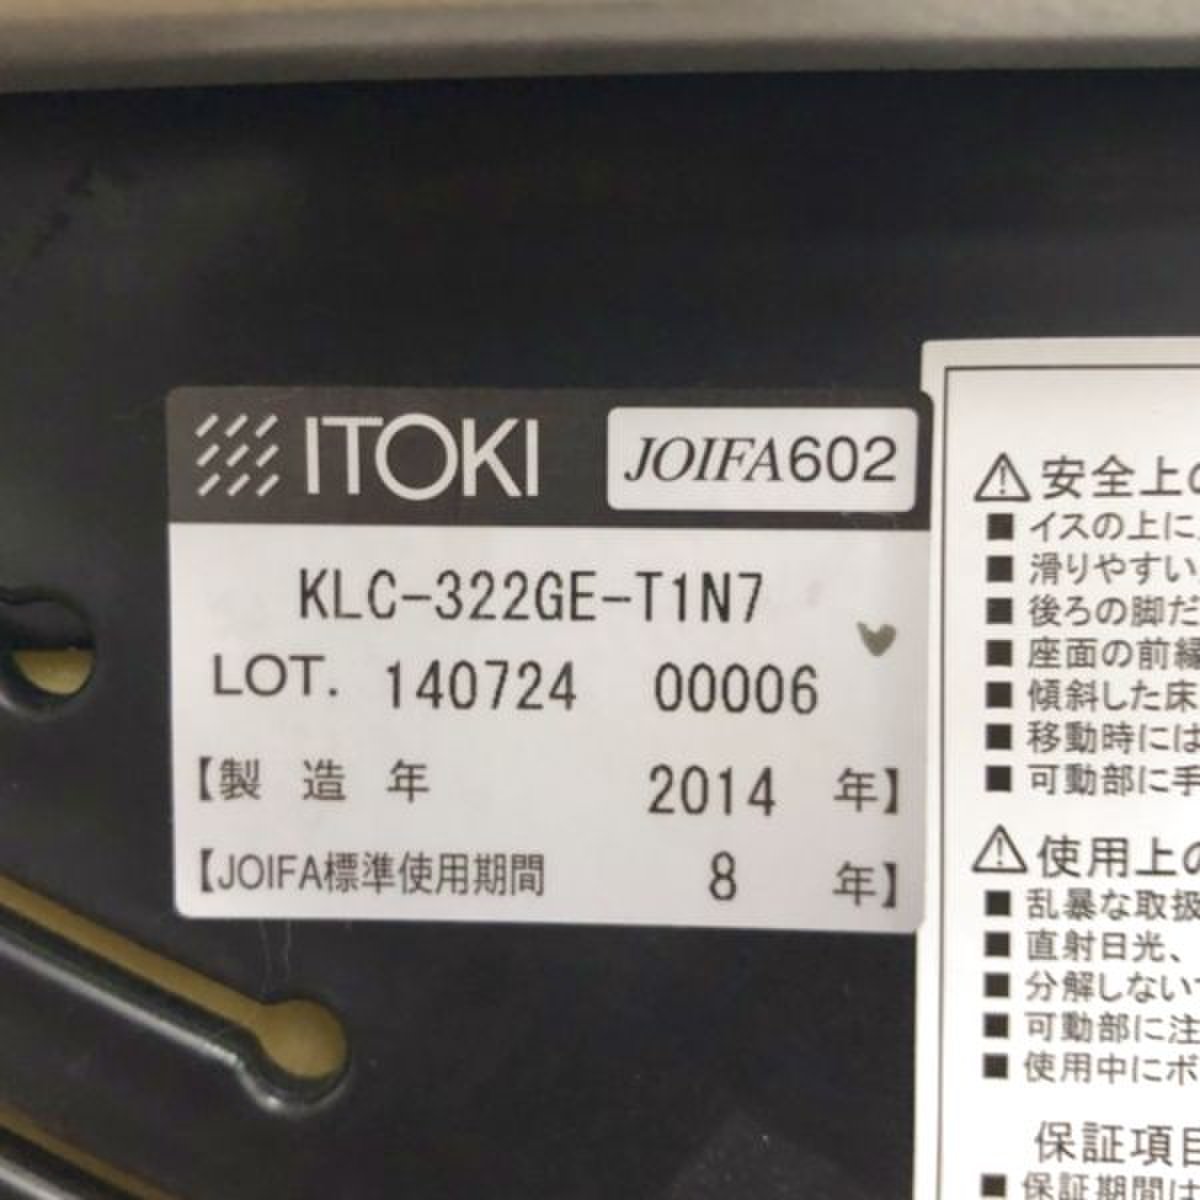 ITOKI JOIFA602
KLC-322GE-T1N7
LOT. 140724 00006
【製造年 2014 年】
【JOIFA標準使用期間 8 年】
⚠安全上の
■イスの上に
■滑りやすい
■後ろの脚だ
■座面の前縁
■傾斜した床
■移動時には
■可動部に手
⚠使用上の
■乱暴な取扱
■直射日光、
■分解しない
■可動部に注
■使用中にボ
保証項目
■保証期間は